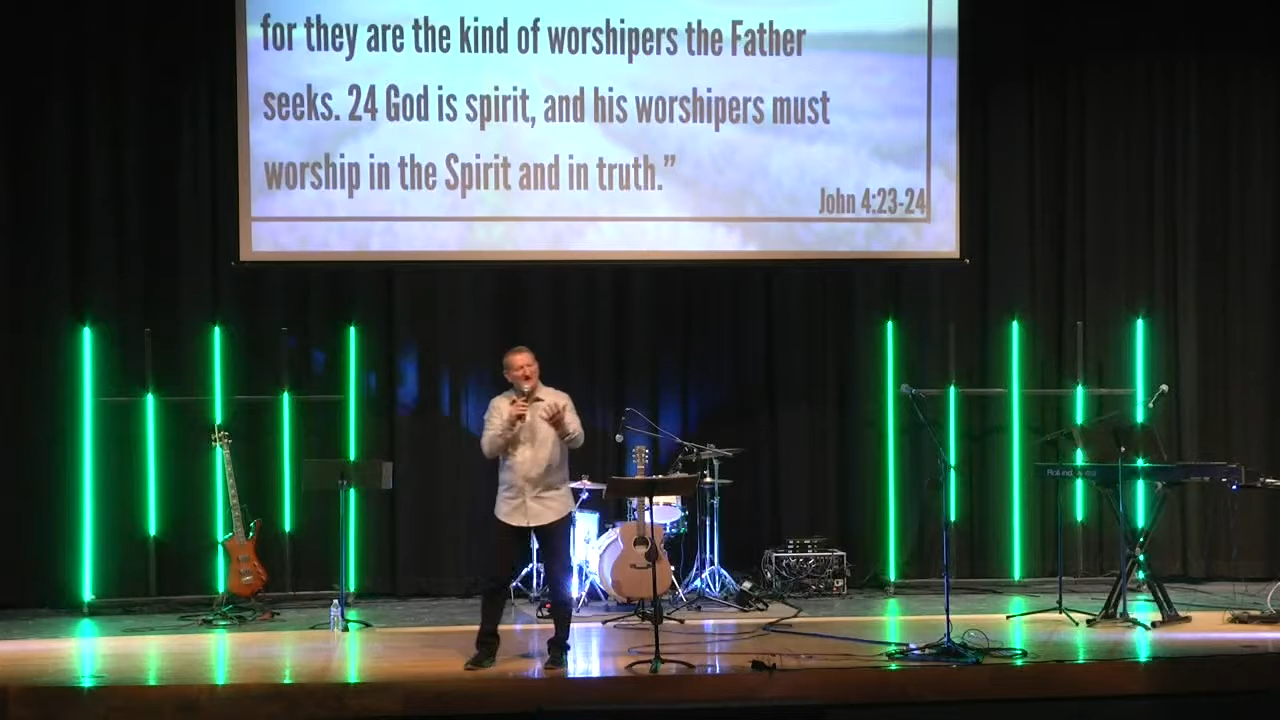 for they are the kind of worshipers the Father
seeks. 24 God is spirit, and his worshipers must
worship in the Spirit and in truth.”
John 4:23-24
Roland